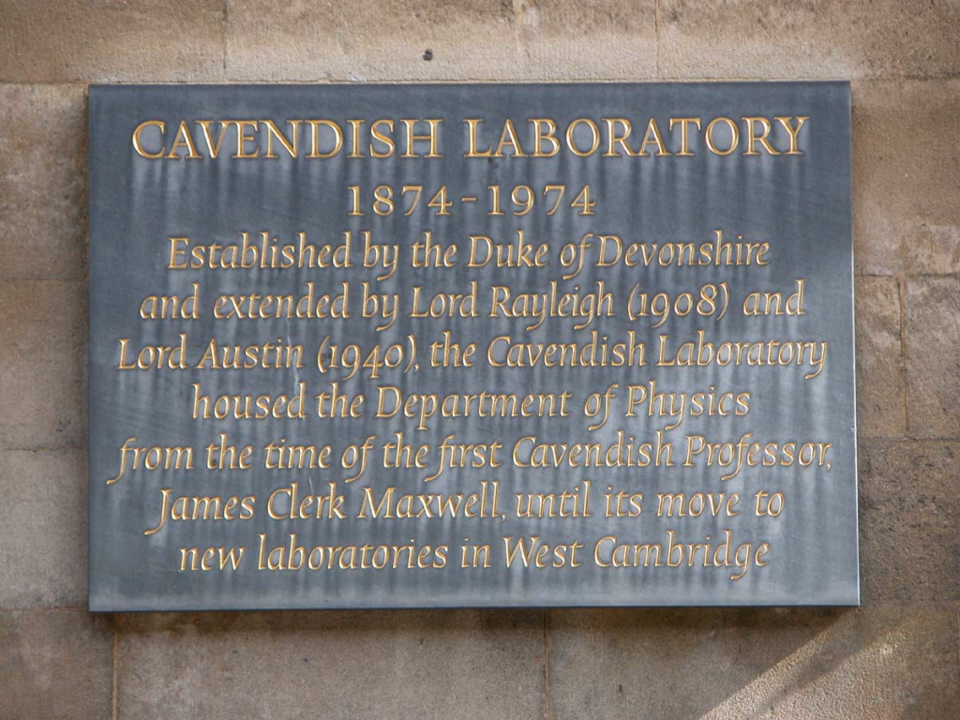 CAVENDISH LABORATORY
1874-1974
Established by the Duke of Devonshire
and extended by Lord Rayleigh (1908) and
Lord Austin (1940), the Cavendish Laboratory
housed the Department of Physics
from the time of the first Cavendish Professor,
James Clerk Maxwell, until its move to
new laboratories in West Cambridge